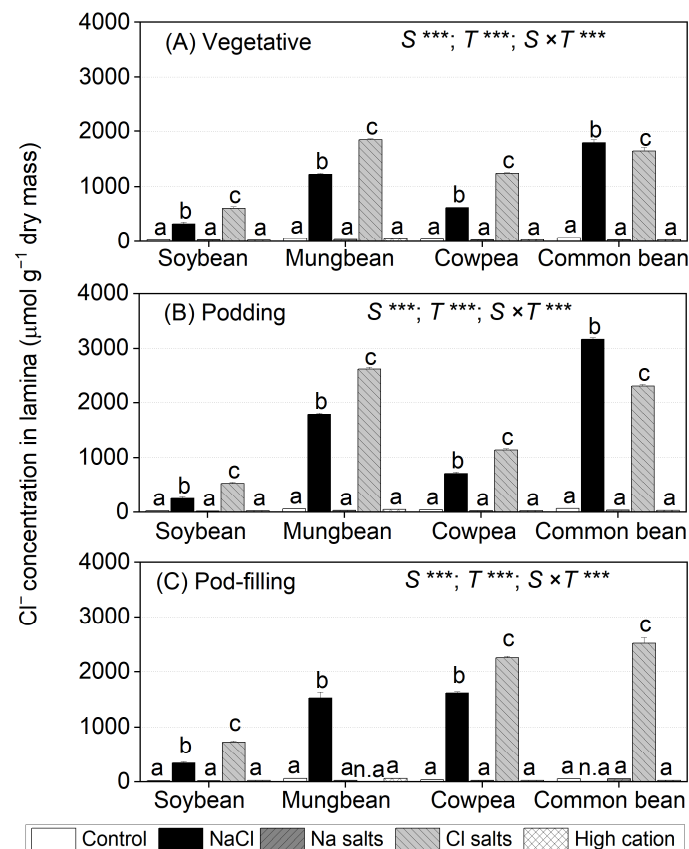 Cl⁻ concentration in lamina (μmol g⁻¹ dry mass)
4000
(A) Vegetative S ***; T ***; S ×T ***
3000
2000
1000
0
a b a c a a b a c a a b a c a a b a c a
Soybean Mungbean Cowpea Common bean
4000
(B) Podding S ***; T ***; S ×T ***
3000
2000
1000
0
a b a c a a b a c a a b a c a a b a c a
Soybean Mungbean Cowpea Common bean
4000
(C) Pod-filling S ***; T ***; S ×T ***
3000
2000
1000
0
a b a c a a b a n.a a a b a c a a n.a a c a
Soybean Mungbean Cowpea Common bean
Control NaCl Na salts Cl salts High cation